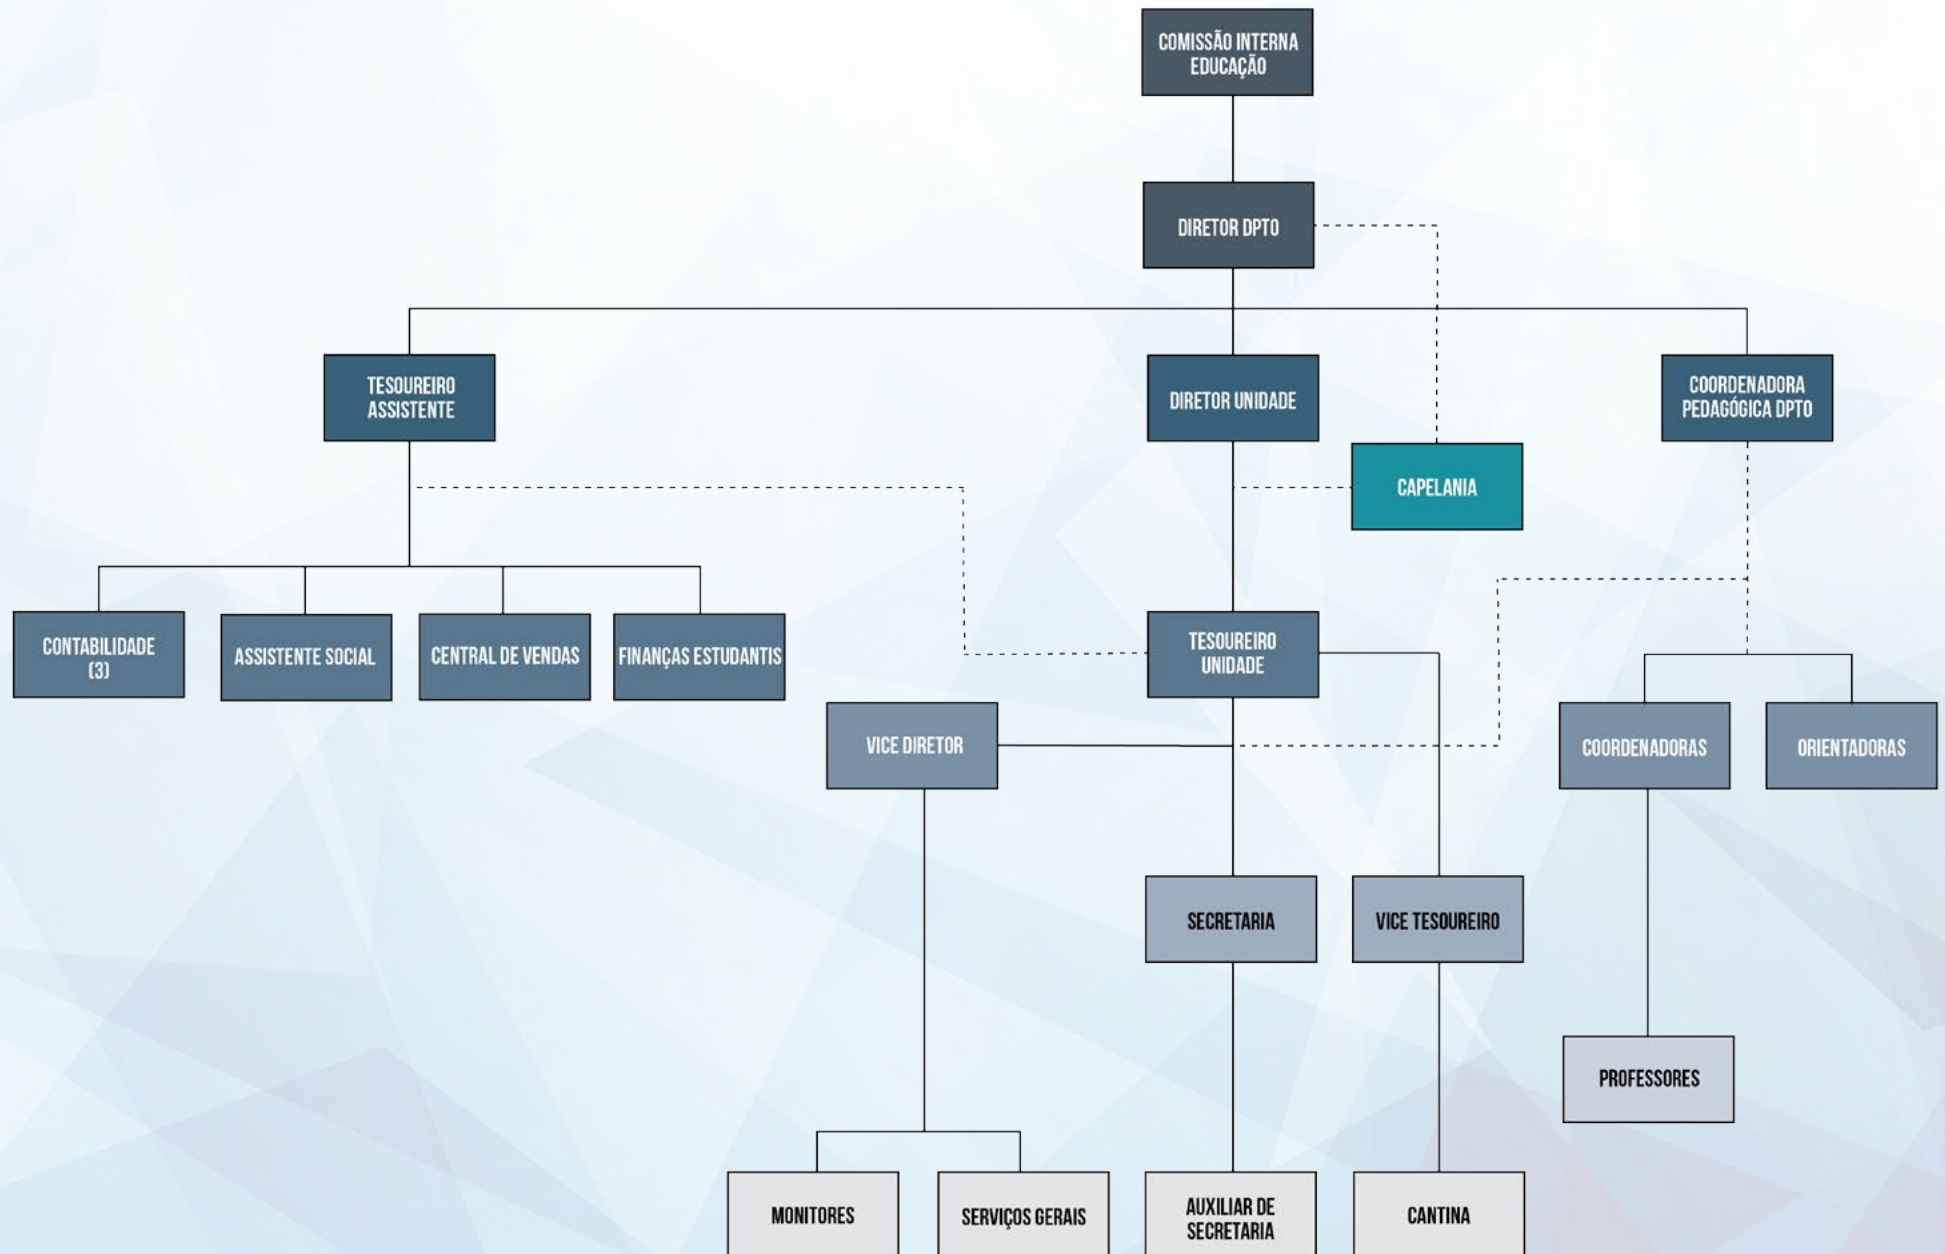 COMISSÃO INTERNA
EDUCAÇÃO
DIRETOR DPTO
TESOUREIRO
ASSISTENTE
DIRETOR UNIDADE
COORDENADORA
PEDAGÓGICA DPTO
CAPELANIA
CONTABILIDADE
(3)
ASSISTENTE SOCIAL
CENTRAL DE VENDAS
FINANÇAS ESTUDANTIS
TESOUREIRO
UNIDADE
VICE DIRETOR
COORDENADORAS
ORIENTADORAS
SECRETARIA
VICE TESOUREIRO
PROFESSORES
MONITORES
SERVIÇOS GERAIS
AUXILIAR DE
SECRETARIA
CANTINA